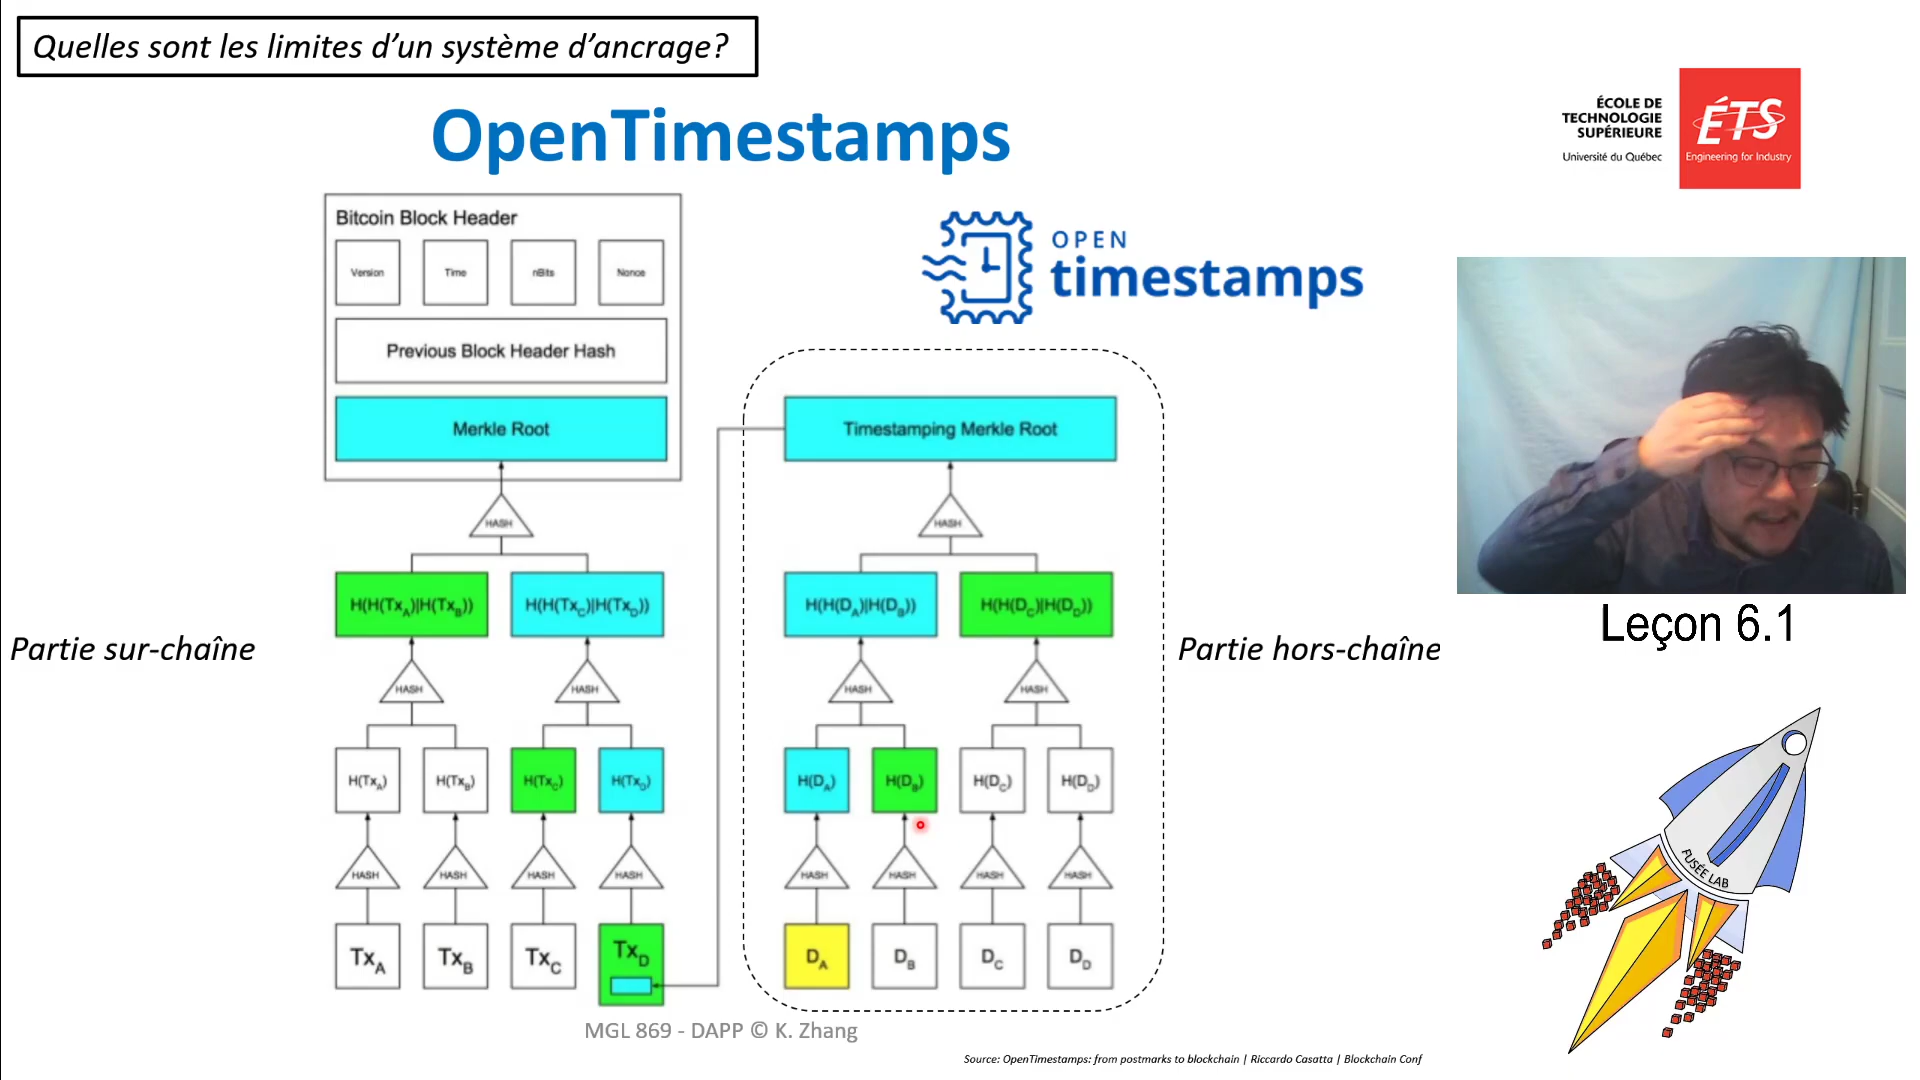 Quelles sont les limites d'un système d'ancrage?
OpenTimestamps
ÉCOLE DE
TECHNOLOGIE
SUPÉRIEURE
Université du Québec
ÉTS
Engineering for Industry
OPEN
timestamps
Bitcoin Block Header
Version Time nBits Nonce
Previous Block Header Hash
Merkle Root
Timestamping Merkle Root
HASH HASH
H(H(TxA)|H(TxB)) H(H(TxC)|H(TxD)) H(H(DA)|H(DB)) H(H(DC)|H(DD))
Partie sur-chaîne
Partie hors-chaîne
Leçon 6.1
HASH HASH HASH HASH
H(TxA) H(TxB) H(TxC) H(TxD) H(DA) H(DB) H(DC) H(DD)
HASH HASH HASH HASH HASH HASH HASH HASH
TxA TxB TxC TxD DA DB DC DD
FUSÉE LAB
MGL 869 - DAPP © K. Zhang
Source: OpenTimestamps: from postmarks to blockchain | Riccardo Casatta | Blockchain Conf